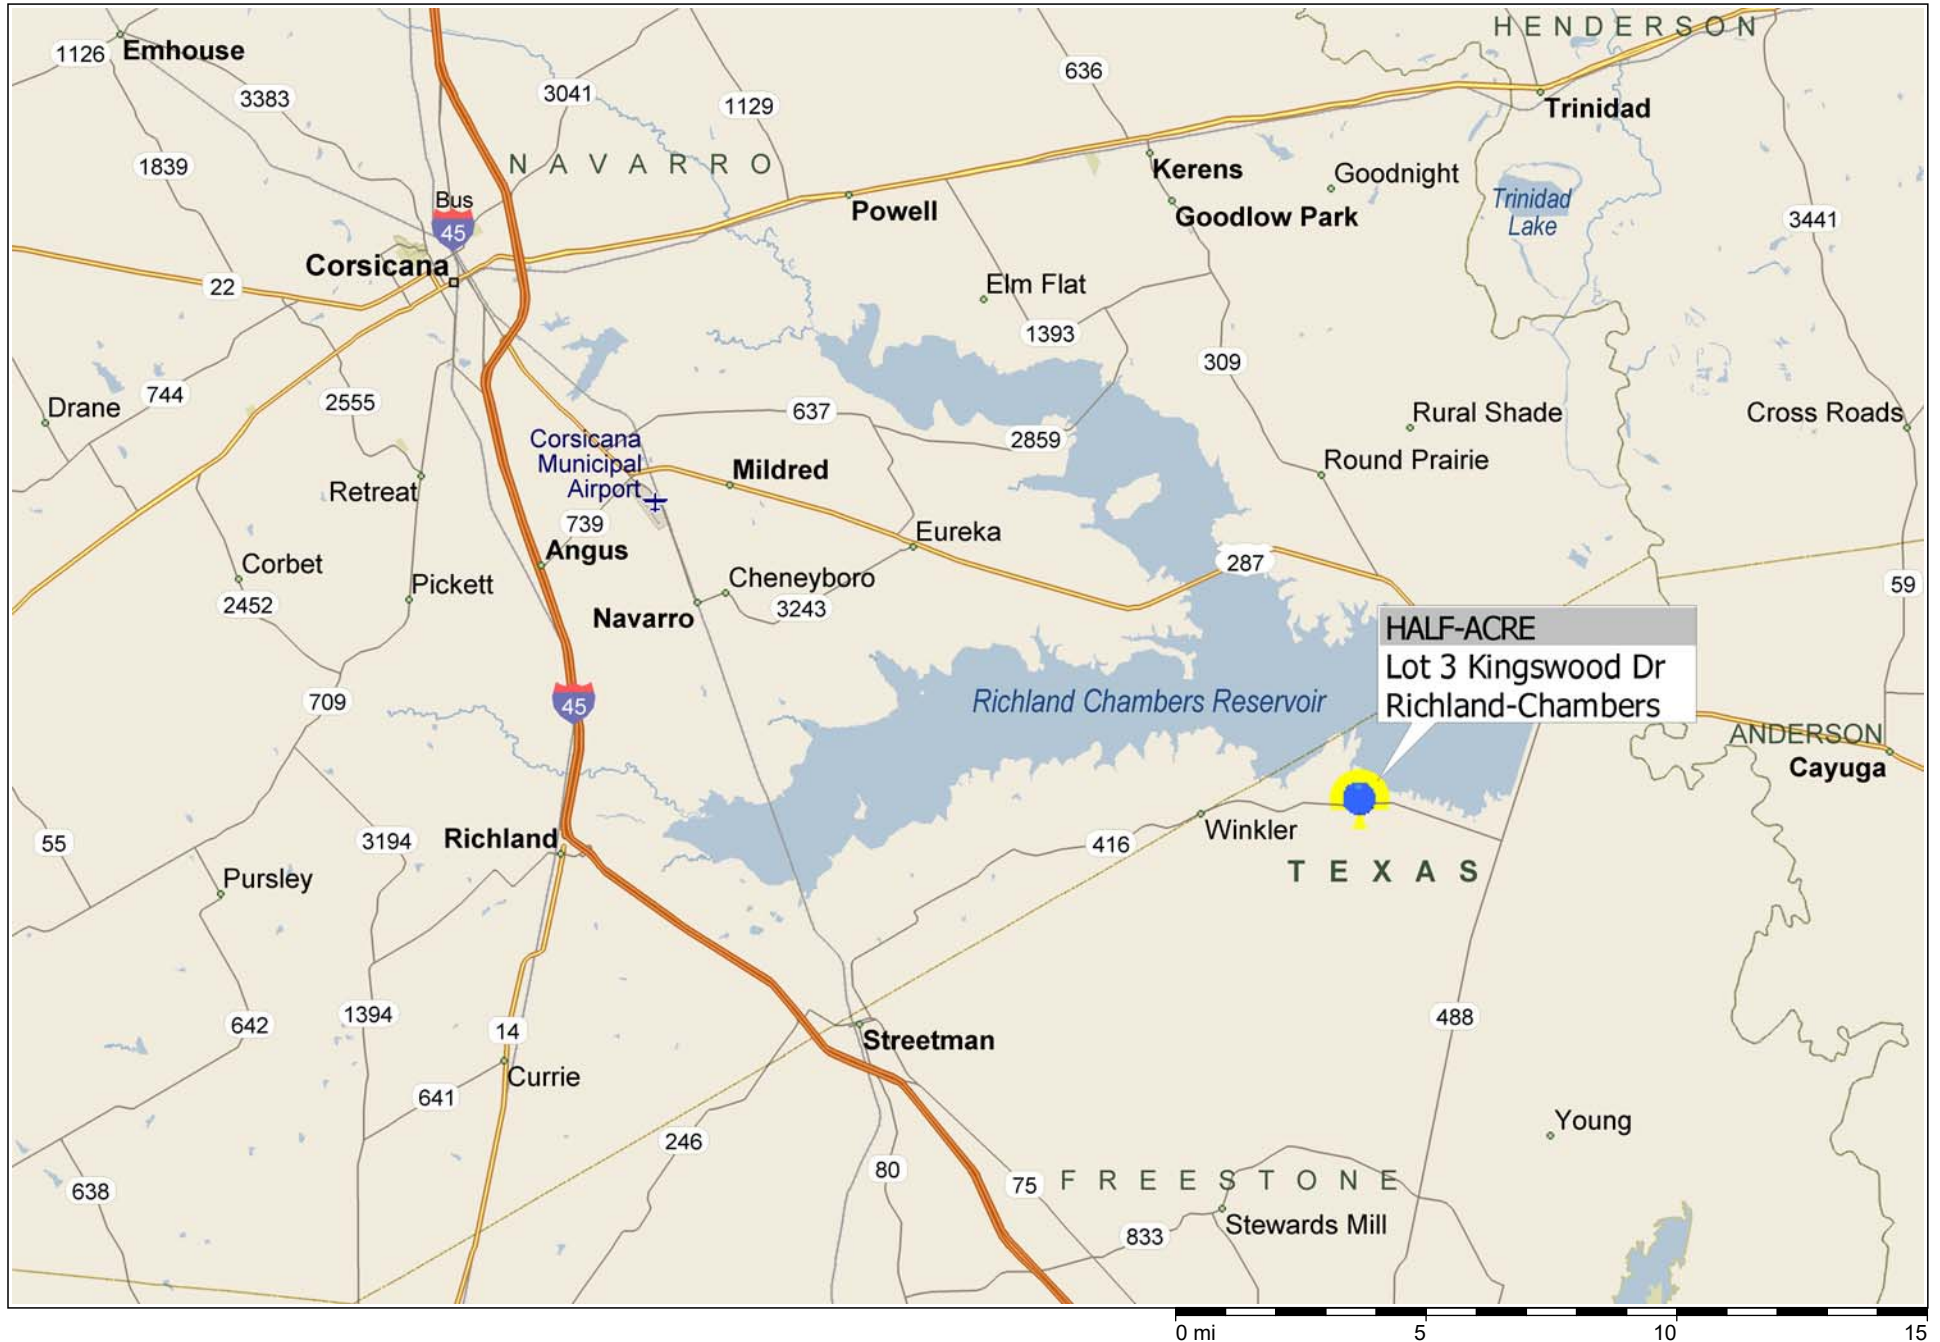 HENDERSON
1126
Emhouse
3383
3041
1129
636
Trinidad
1839
NAVARRO
Kerens
Goodnight
Bus
45
Powell
Goodlow Park
Trinidad
Lake
3441
Corsicana
22
Elm Flat
1393
309
Drane
744
2555
637
2859
Rural Shade
Cross Roads
Corsicana
Municipal
Airport
Mildred
Round Prairie
Retreat
739
Eureka
Angus
287
Corbet
Pickett
Cheneyboro
59
2452
Navarro
3243
HALF-ACRE
Lot 3 Kingswood Dr
Richland-Chambers
709
45
Richland Chambers Reservoir
ANDERSON
Cayuga
55
3194
Richland
416
Winkler
TEXAS
Pursley
642
1394
14
Streetman
488
Currie
641
246
Young
638
80
75
FREESTONE
833
Stewards Mill
0 mi
5
10
15